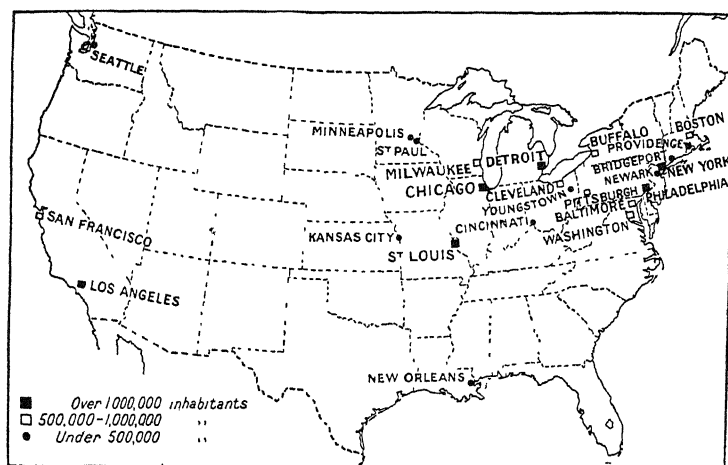 SEATTLE
MINNEAPOLIS
ST PAUL
MILWAUKEE
DETROIT
BUFFALO
BOSTON
PROVIDENCE
BRIDGEPORT
NEWARK
NEW YORK
CHICAGO
CLEVELAND
YOUNGSTOWN
PITTSBURGH
PHILADELPHIA
BALTIMORE
CINCINNATI
WASHINGTON
SAN FRANCISCO
KANSAS CITY
ST LOUIS
LOS ANGELES
NEW ORLEANS
Over 1000,000 inhabitants
500,000-1,000,000 "
Under 500,000 "